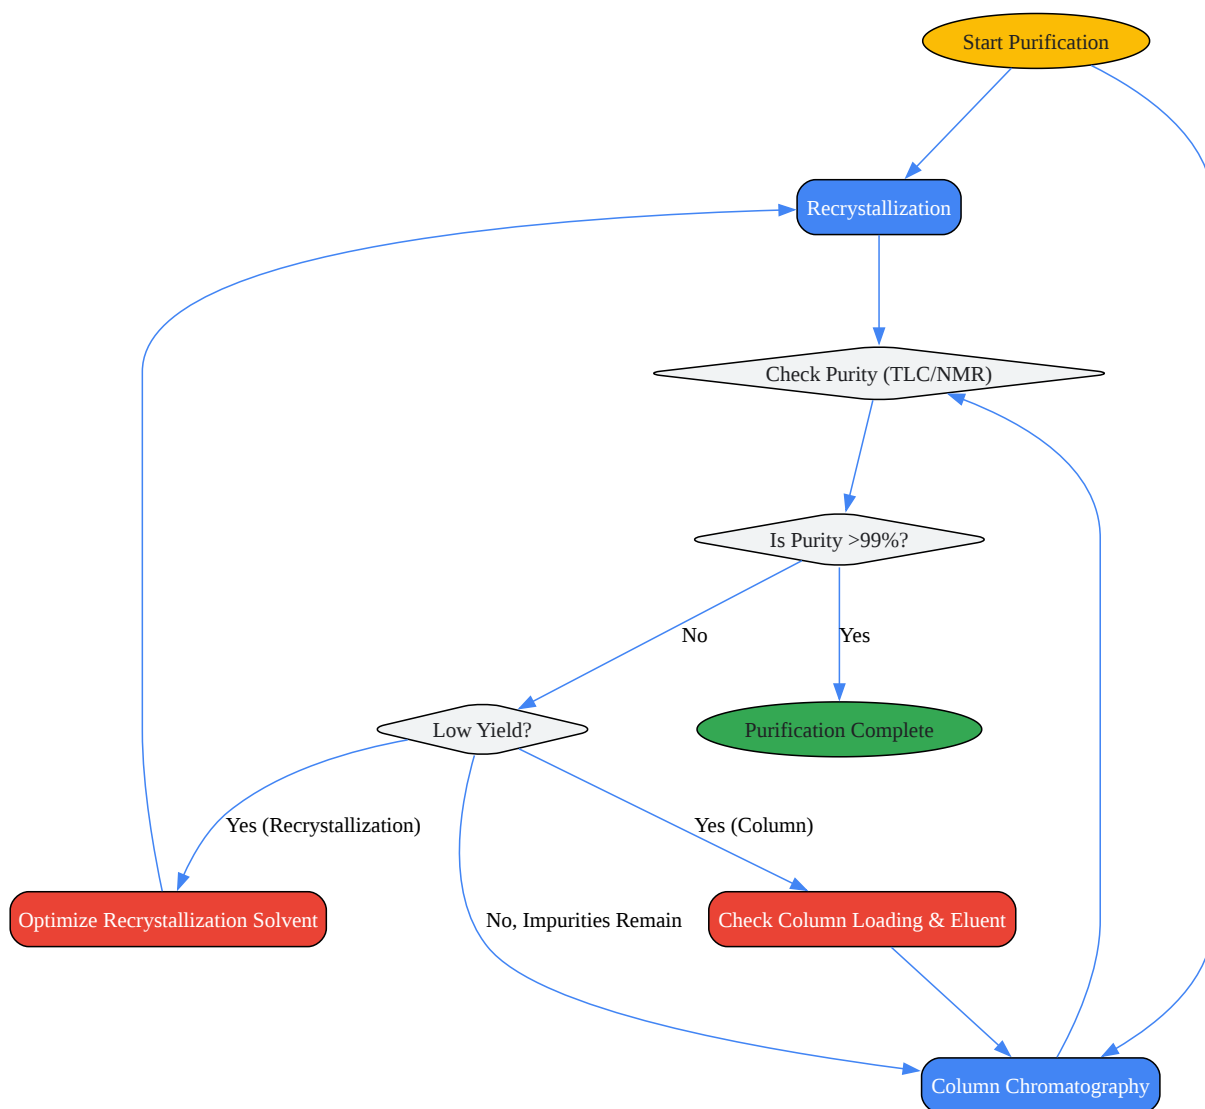 Start Purification
Recrystallization
Check Purity (TLC/NMR)
Is Purity >99%?
No
Yes
Low Yield?
Purification Complete
Yes (Recrystallization)
Yes (Column)
Optimize Recrystallization Solvent
No, Impurities Remain
Check Column Loading & Eluent
Column Chromatography